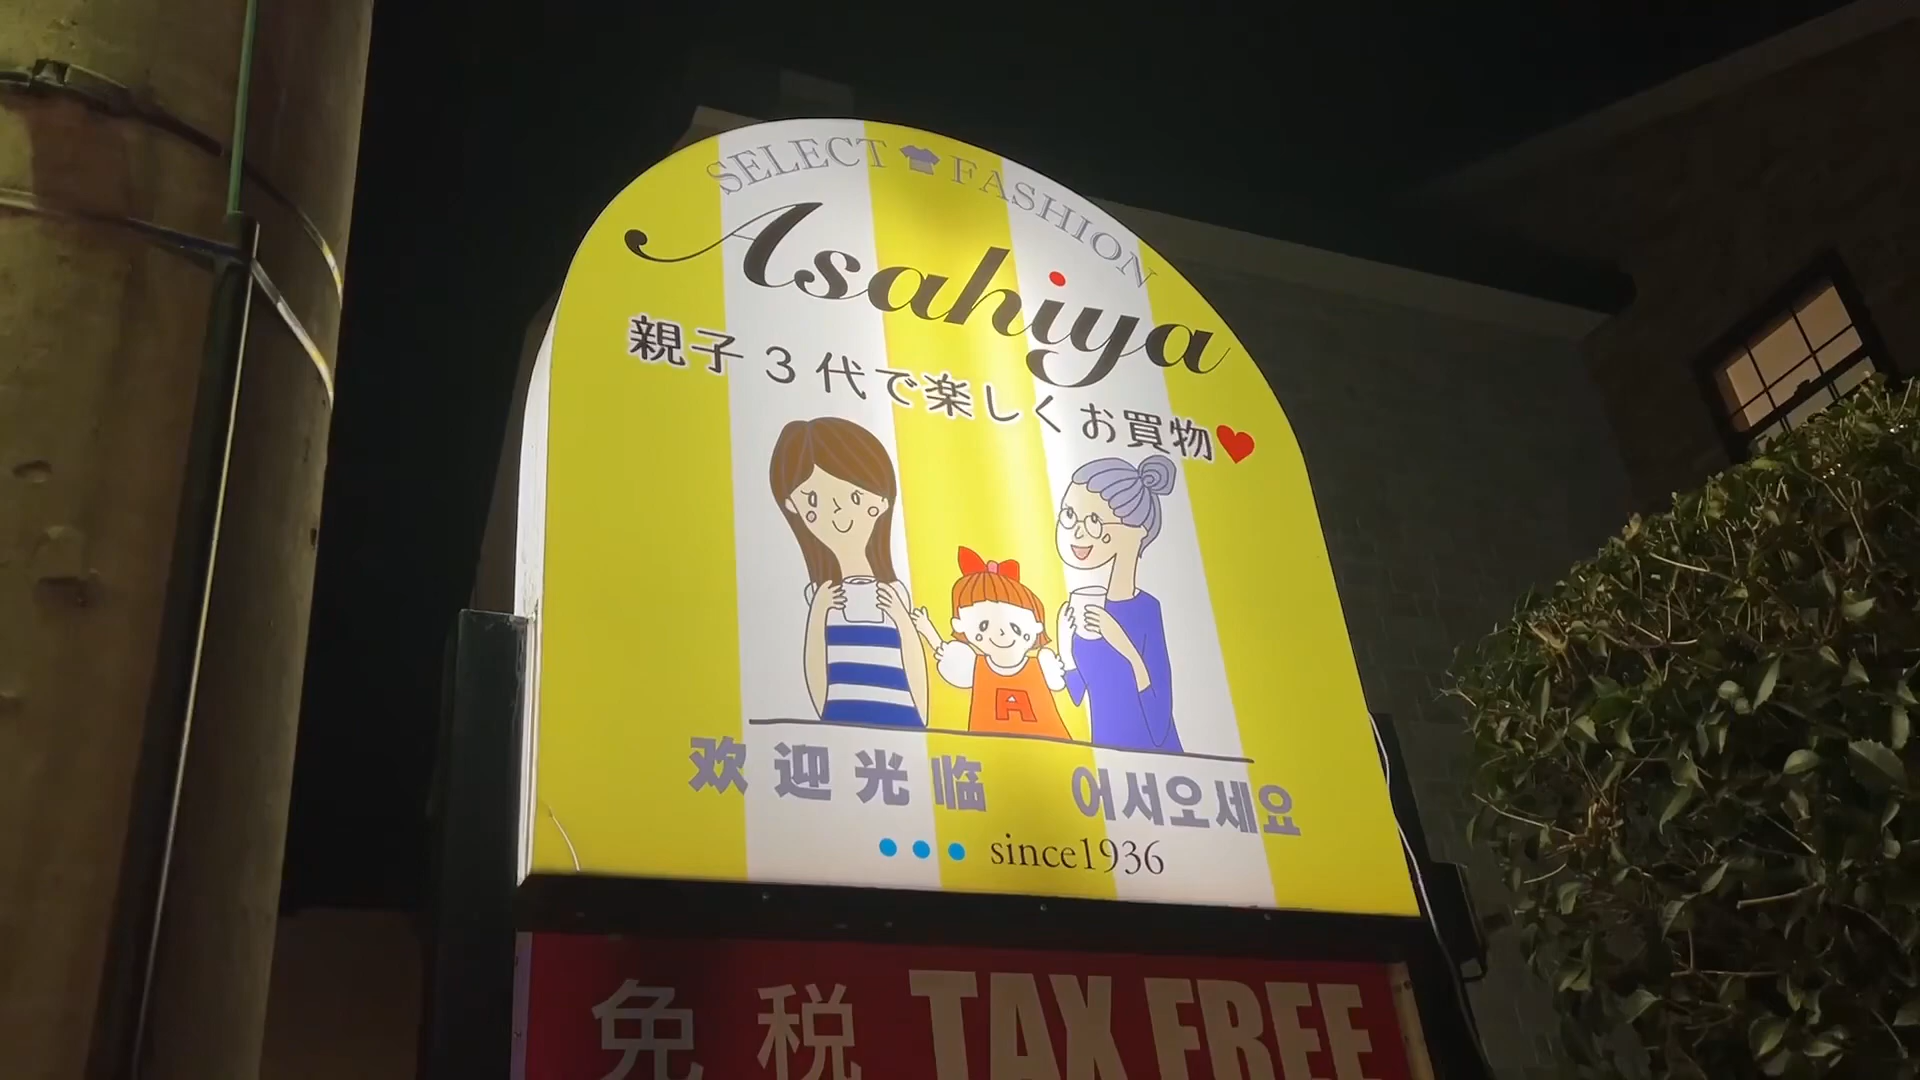 SELECT FASHION
Asahiya
親子3代で楽しくお買物♥
A
欢迎光临 어서오세요
●●● since1936
免税 TAX FREE